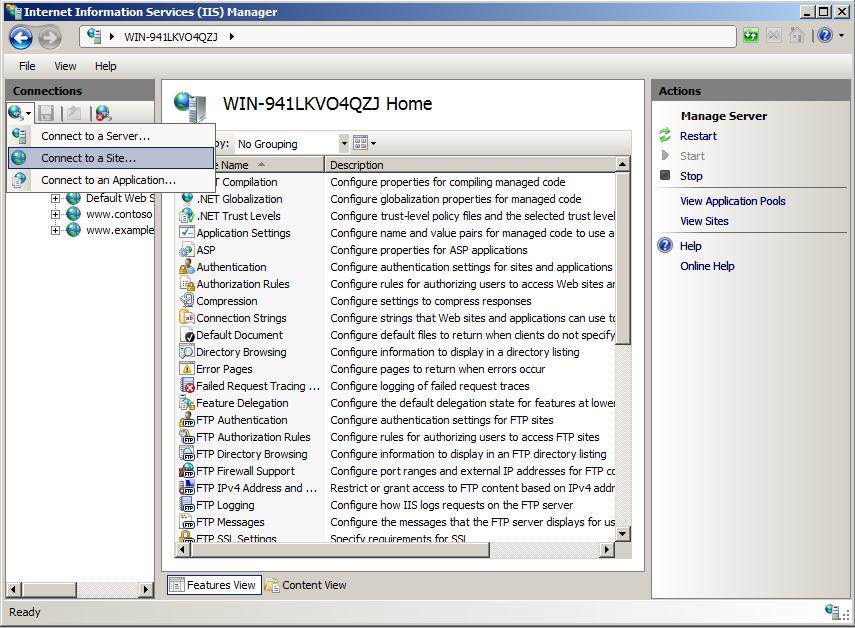 Internet Information Services (IIS) Manager
WIN-941LKVO4QZJ
File View Help
Connections
Connect to a Server...
Connect to a Site...
Connect to an Application...
Default Web S
www.contoso
www.example
WIN-941LKVO4QZJ Home
by: No Grouping
Name Description
Compilation Configure properties for compiling managed code
.NET Globalization Configure globalization properties for managed code
.NET Trust Levels Configure trust-level policy files and the selected trust level
Application Settings Configure name and value pairs for managed code to use a
ASP Configure properties for ASP applications
Authentication Configure authentication settings for sites and applications
Authorization Rules Configure rules for authorizing users to access Web sites ar
Compression Configure settings to compress responses
Connection Strings Configure strings that Web sites and applications can use to
Default Document Configure default files to return when clients do not specify
Directory Browsing Configure information to display in a directory listing
Error Pages Configure pages to return when errors occur
Failed Request Tracing ... Configure logging of failed request traces
Feature Delegation Configure the default delegation state for features at lower
FTP Authentication Configure authentication settings for FTP sites
FTP Authorization Rules Configure rules for authorizing users to access FTP sites
FTP Directory Browsing Configure information to display in an FTP directory listing
FTP Firewall Support Configure port ranges and external IP addresses for FTP cc
FTP IPv4 Address and ... Restrict or grant access to FTP content based on IPv4 addr
FTP Logging Configure how IIS logs requests on the FTP server
FTP Messages Configure the messages that the FTP server displays for us
FTP SSL Settings Specify requirements for SSL
Features View Content View
Actions
Manage Server
Restart
Start
Stop
View Application Pools
View Sites
Help
Online Help
Ready